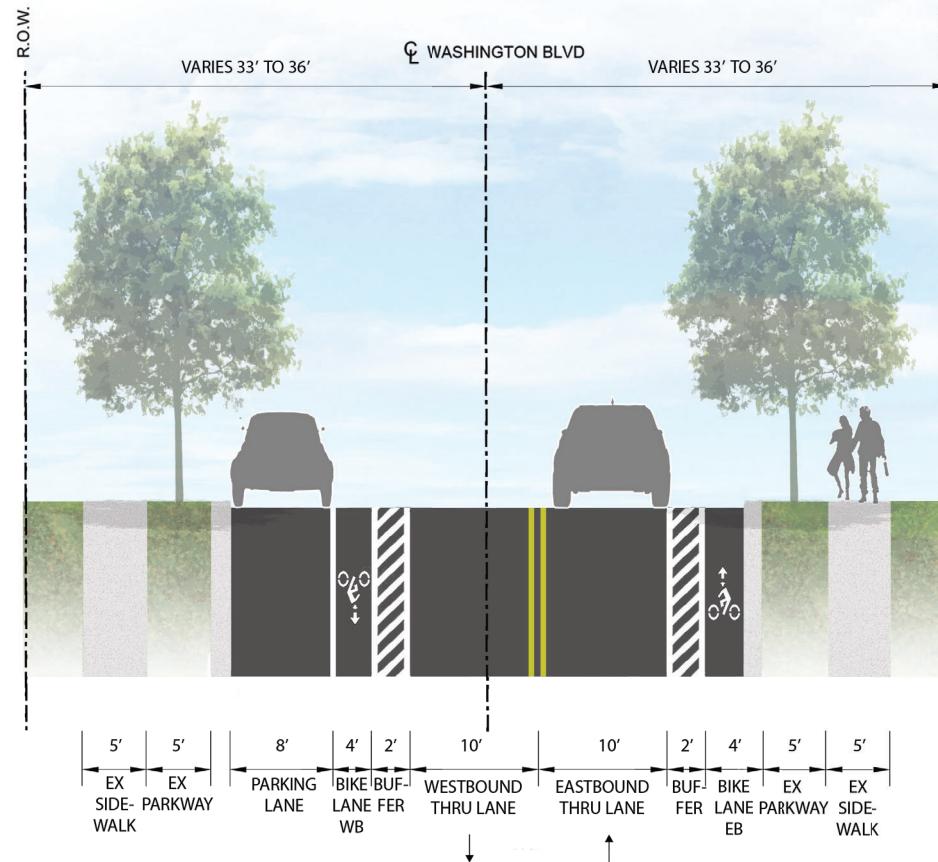 R.O.W.
℄ WASHINGTON BLVD
VARIES 33' TO 36'
VARIES 33' TO 36'
5'
5'
8'
4'
2'
10'
10'
2'
4'
5'
5'
EX
SIDE-
WALK
EX
PARKWAY
PARKING
LANE
BIKE
LANE
WB
BUF-
FER
WESTBOUND
THRU LANE
EASTBOUND
THRU LANE
BUF-
FER
BIKE
LANE
EB
EX
PARKWAY
EX
SIDE-
WALK